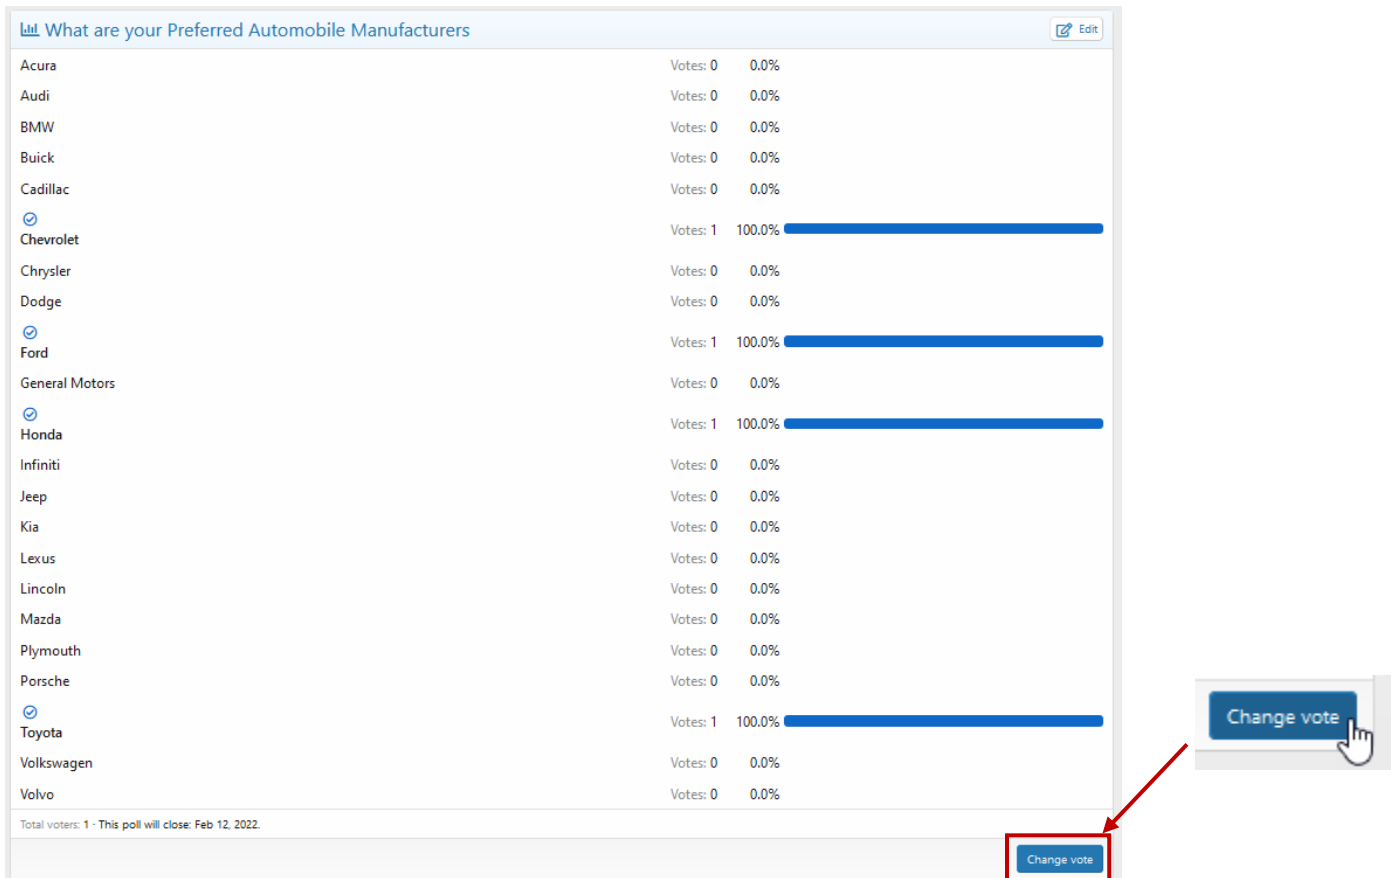 What are your Preferred Automobile Manufacturers Edit
Acura Votes: 0 0.0%
Audi Votes: 0 0.0%
BMW Votes: 0 0.0%
Buick Votes: 0 0.0%
Cadillac Votes: 0 0.0%
Chevrolet Votes: 1 100.0%
Chrysler Votes: 0 0.0%
Dodge Votes: 0 0.0%
Ford Votes: 1 100.0%
General Motors Votes: 0 0.0%
Honda Votes: 1 100.0%
Infiniti Votes: 0 0.0%
Jeep Votes: 0 0.0%
Kia Votes: 0 0.0%
Lexus Votes: 0 0.0%
Lincoln Votes: 0 0.0%
Mazda Votes: 0 0.0%
Plymouth Votes: 0 0.0%
Porsche Votes: 0 0.0%
Toyota Votes: 1 100.0%
Volkswagen Votes: 0 0.0%
Volvo Votes: 0 0.0%
Total voters: 1 · This poll will close: Feb 12, 2022.
Change vote
Change vote